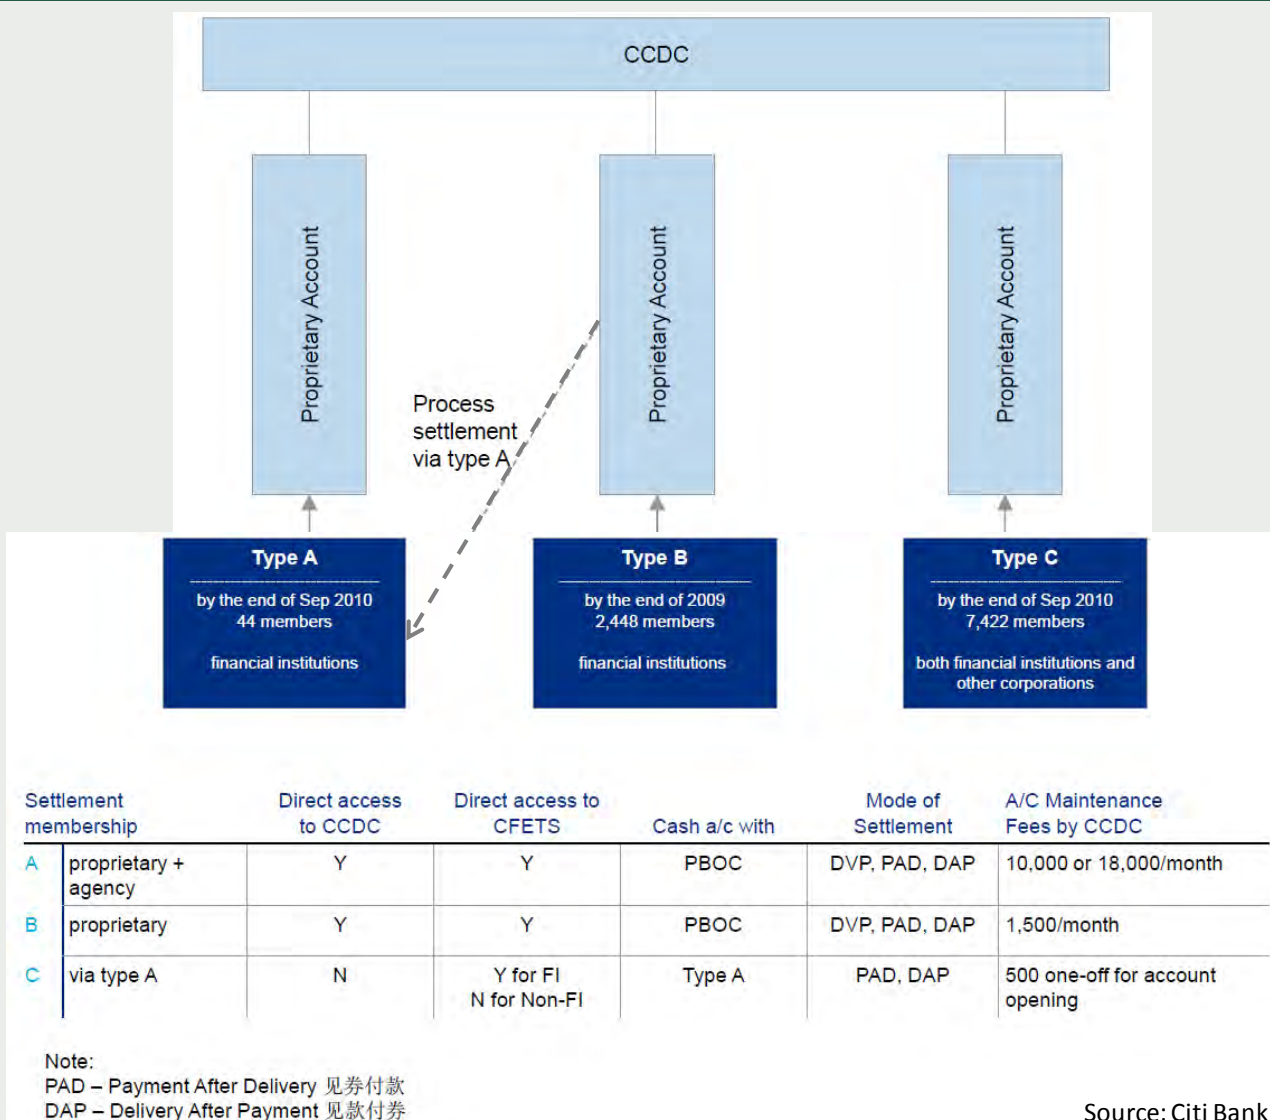 CCDC
Proprietary Account
Proprietary Account
Proprietary Account
Process
settlement
via type A
Type A
by the end of Sep 2010
44 members
financial institutions
Type B
by the end of 2009
2,448 members
financial institutions
Type C
by the end of Sep 2010
7,422 members
both financial institutions and
other corporations
Settlement
membership
Direct access
to CCDC
Direct access to
CFETS
Cash a/c with
Mode of
Settlement
A/C Maintenance
Fees by CCDC
A
proprietary +
agency
Y
Y
PBOC
DVP, PAD, DAP
10,000 or 18,000/month
B
proprietary
Y
Y
PBOC
DVP, PAD, DAP
1,500/month
C
via type A
N
Y for FI
N for Non-FI
Type A
PAD, DAP
500 one-off for account
opening
Note:
PAD – Payment After Delivery 见券付款
DAP – Delivery After Payment 见款付券
Source: Citi Bank